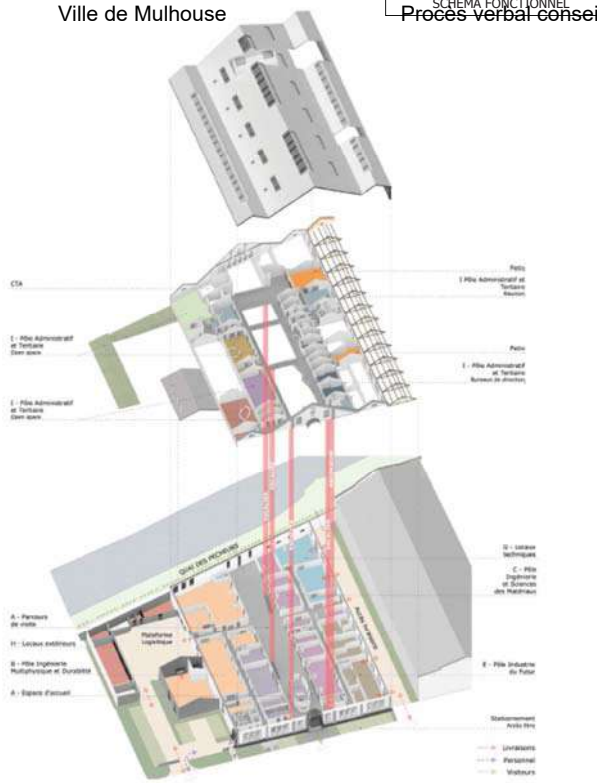 SCHEMA FONCTIONNEL
Ville de Mulhouse
Procès verbal consei
CTA
I - Pôle Administratif
et Tertiaire
Open space
I - Pôle Administratif
et Tertiaire
Open space
Patio
I Pôle Administratif et
Tertiaire
Réunion
Patio
I - Pôle Administratif
et Tertiaire
Bureaux de direction
QUAI DES PECHEURS
Plateforme
Logistique
A - Parcours
de visite
H - Locaux extérieurs
B - Pôle Ingénierie
Multiphysique et Durabilité
A - Espace d'accueil
G - Locaux
techniques
C - Pôle
Ingénierie
et Sciences
des Matériaux
E - Pôle Industrie
du Futur
Stationnement
Livraisons
Personnel
Visiteurs